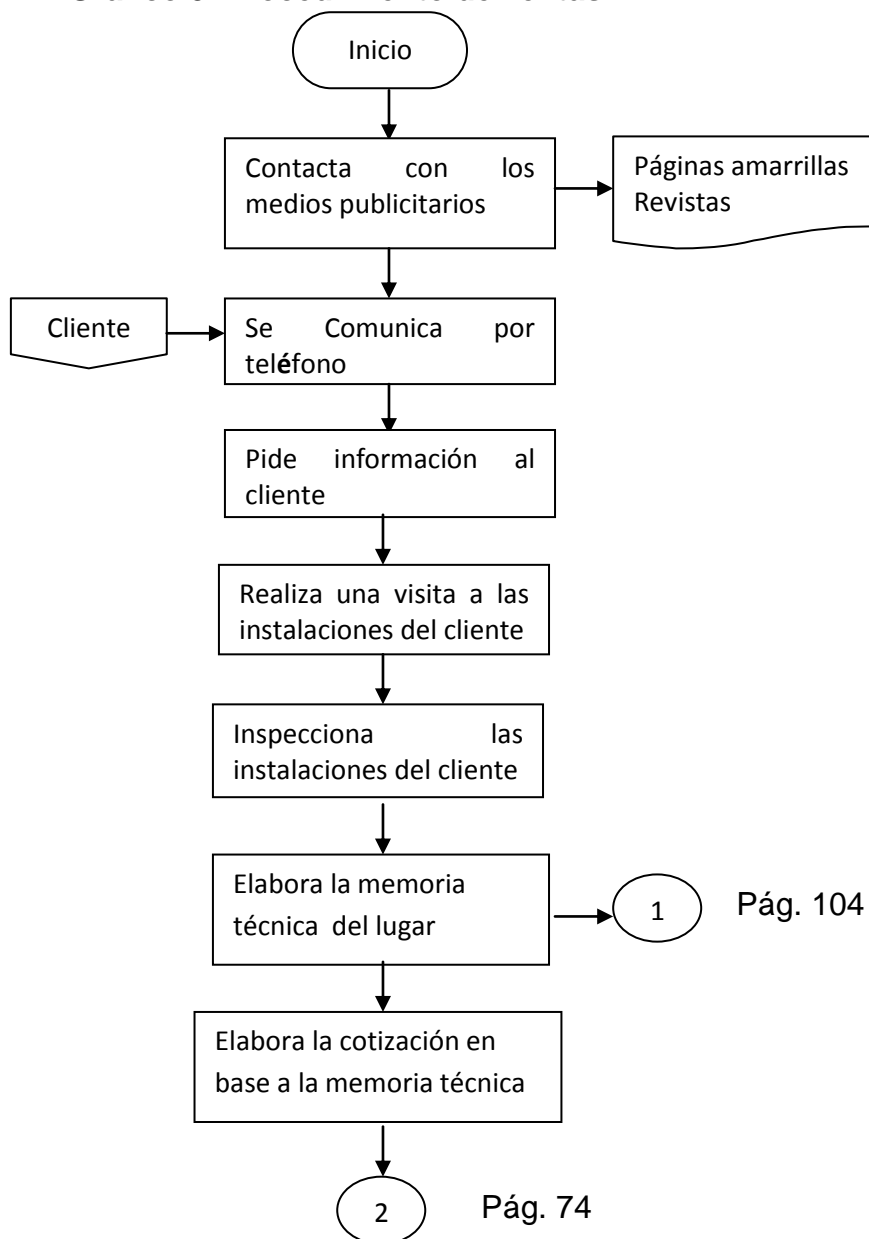 Inicio
Contacta con los
medios publicitarios
Páginas amarrillas
Revistas
Cliente
Se Comunica por
teléfono
Pide información al
cliente
Realiza una visita a las
instalaciones del cliente
Inspecciona las
instalaciones del cliente
Elabora la memoria
técnica del lugar
1 Pág. 104
Elabora la cotización en
base a la memoria técnica
2 Pág. 74